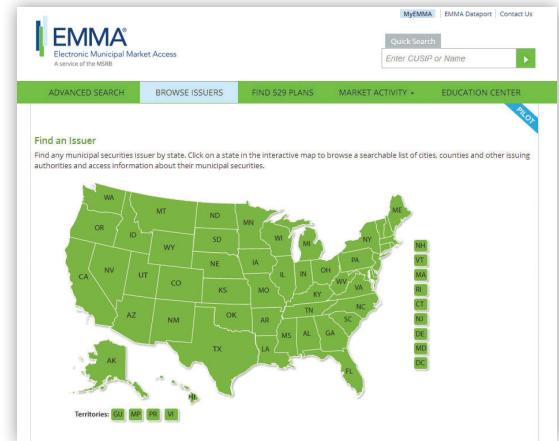 MyEMMA | EMMA Dataport | Contact Us
EMMA®
Electronic Municipal Market Access
A service of the MSRB
Quick Search
Enter CUSIP or Name
ADVANCED SEARCH BROWSE ISSUERS FIND 529 PLANS MARKET ACTIVITY EDUCATION CENTER
PILOT
Find an Issuer
Find any municipal securities issuer by state. Click on a state in the interactive map to browse a searchable list of cities, counties and other issuing
authorities and access information about their municipal securities.
WA MT ND MN ME
OR ID WY SD WI MI NY
NH
VT
MA
RI
CT
NJ
DE
MD
DC
CA NV UT CO NE IA IL IN OH PA
KS MO KY WV VA
AZ NM OK AR TN NC
TX LA MS AL GA SC
AK HI FL
Territories: GU MP PR VI